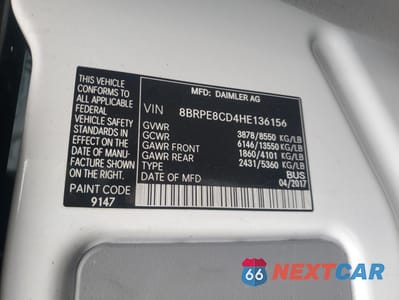 MFD. DAIMLER AG
THIS VEHICLE
CONFORMS TO
ALL APPLICABLE
U.S. FEDERAL
MOTOR
VEHICLE SAFETY
STANDARDS
IN EFFECT ON
THE DATE
OF MANUFAC-
TURE SHOWN
ON THE RIGHT.
PAINT CODE
9147
VIN 8BRPE8CD4HE136156
GVWR 3878/8550 KG/LB
GCWR 6146/13550 KG/LB
GAWR FRONT 1860/4101 KG/LB
GAWR REAR 2431/5360 KG/LB
TYPE BUS
DATE OF MFD 04/2017
66 NEXTCAR